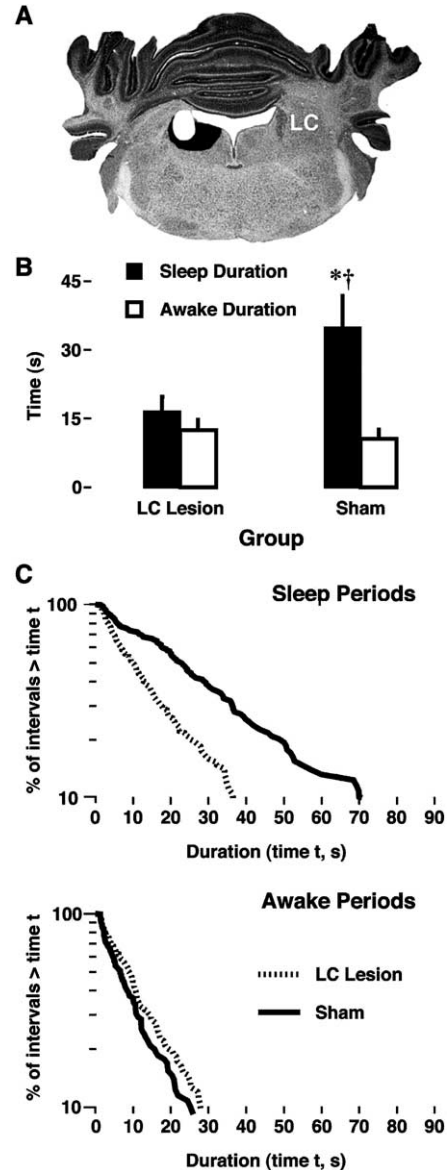 A
LC
B
Sleep Duration
Awake Duration
*†
45
30
15
0
Time (s)
LC Lesion
Sham
Group
C
Sleep Periods
100
10
% of intervals > time t
0 10 20 30 40 50 60 70 80 90
Duration (time t, s)
Awake Periods
LC Lesion
Sham
100
10
% of intervals > time t
0 10 20 30 40 50 60 70 80 90
Duration (time t, s)